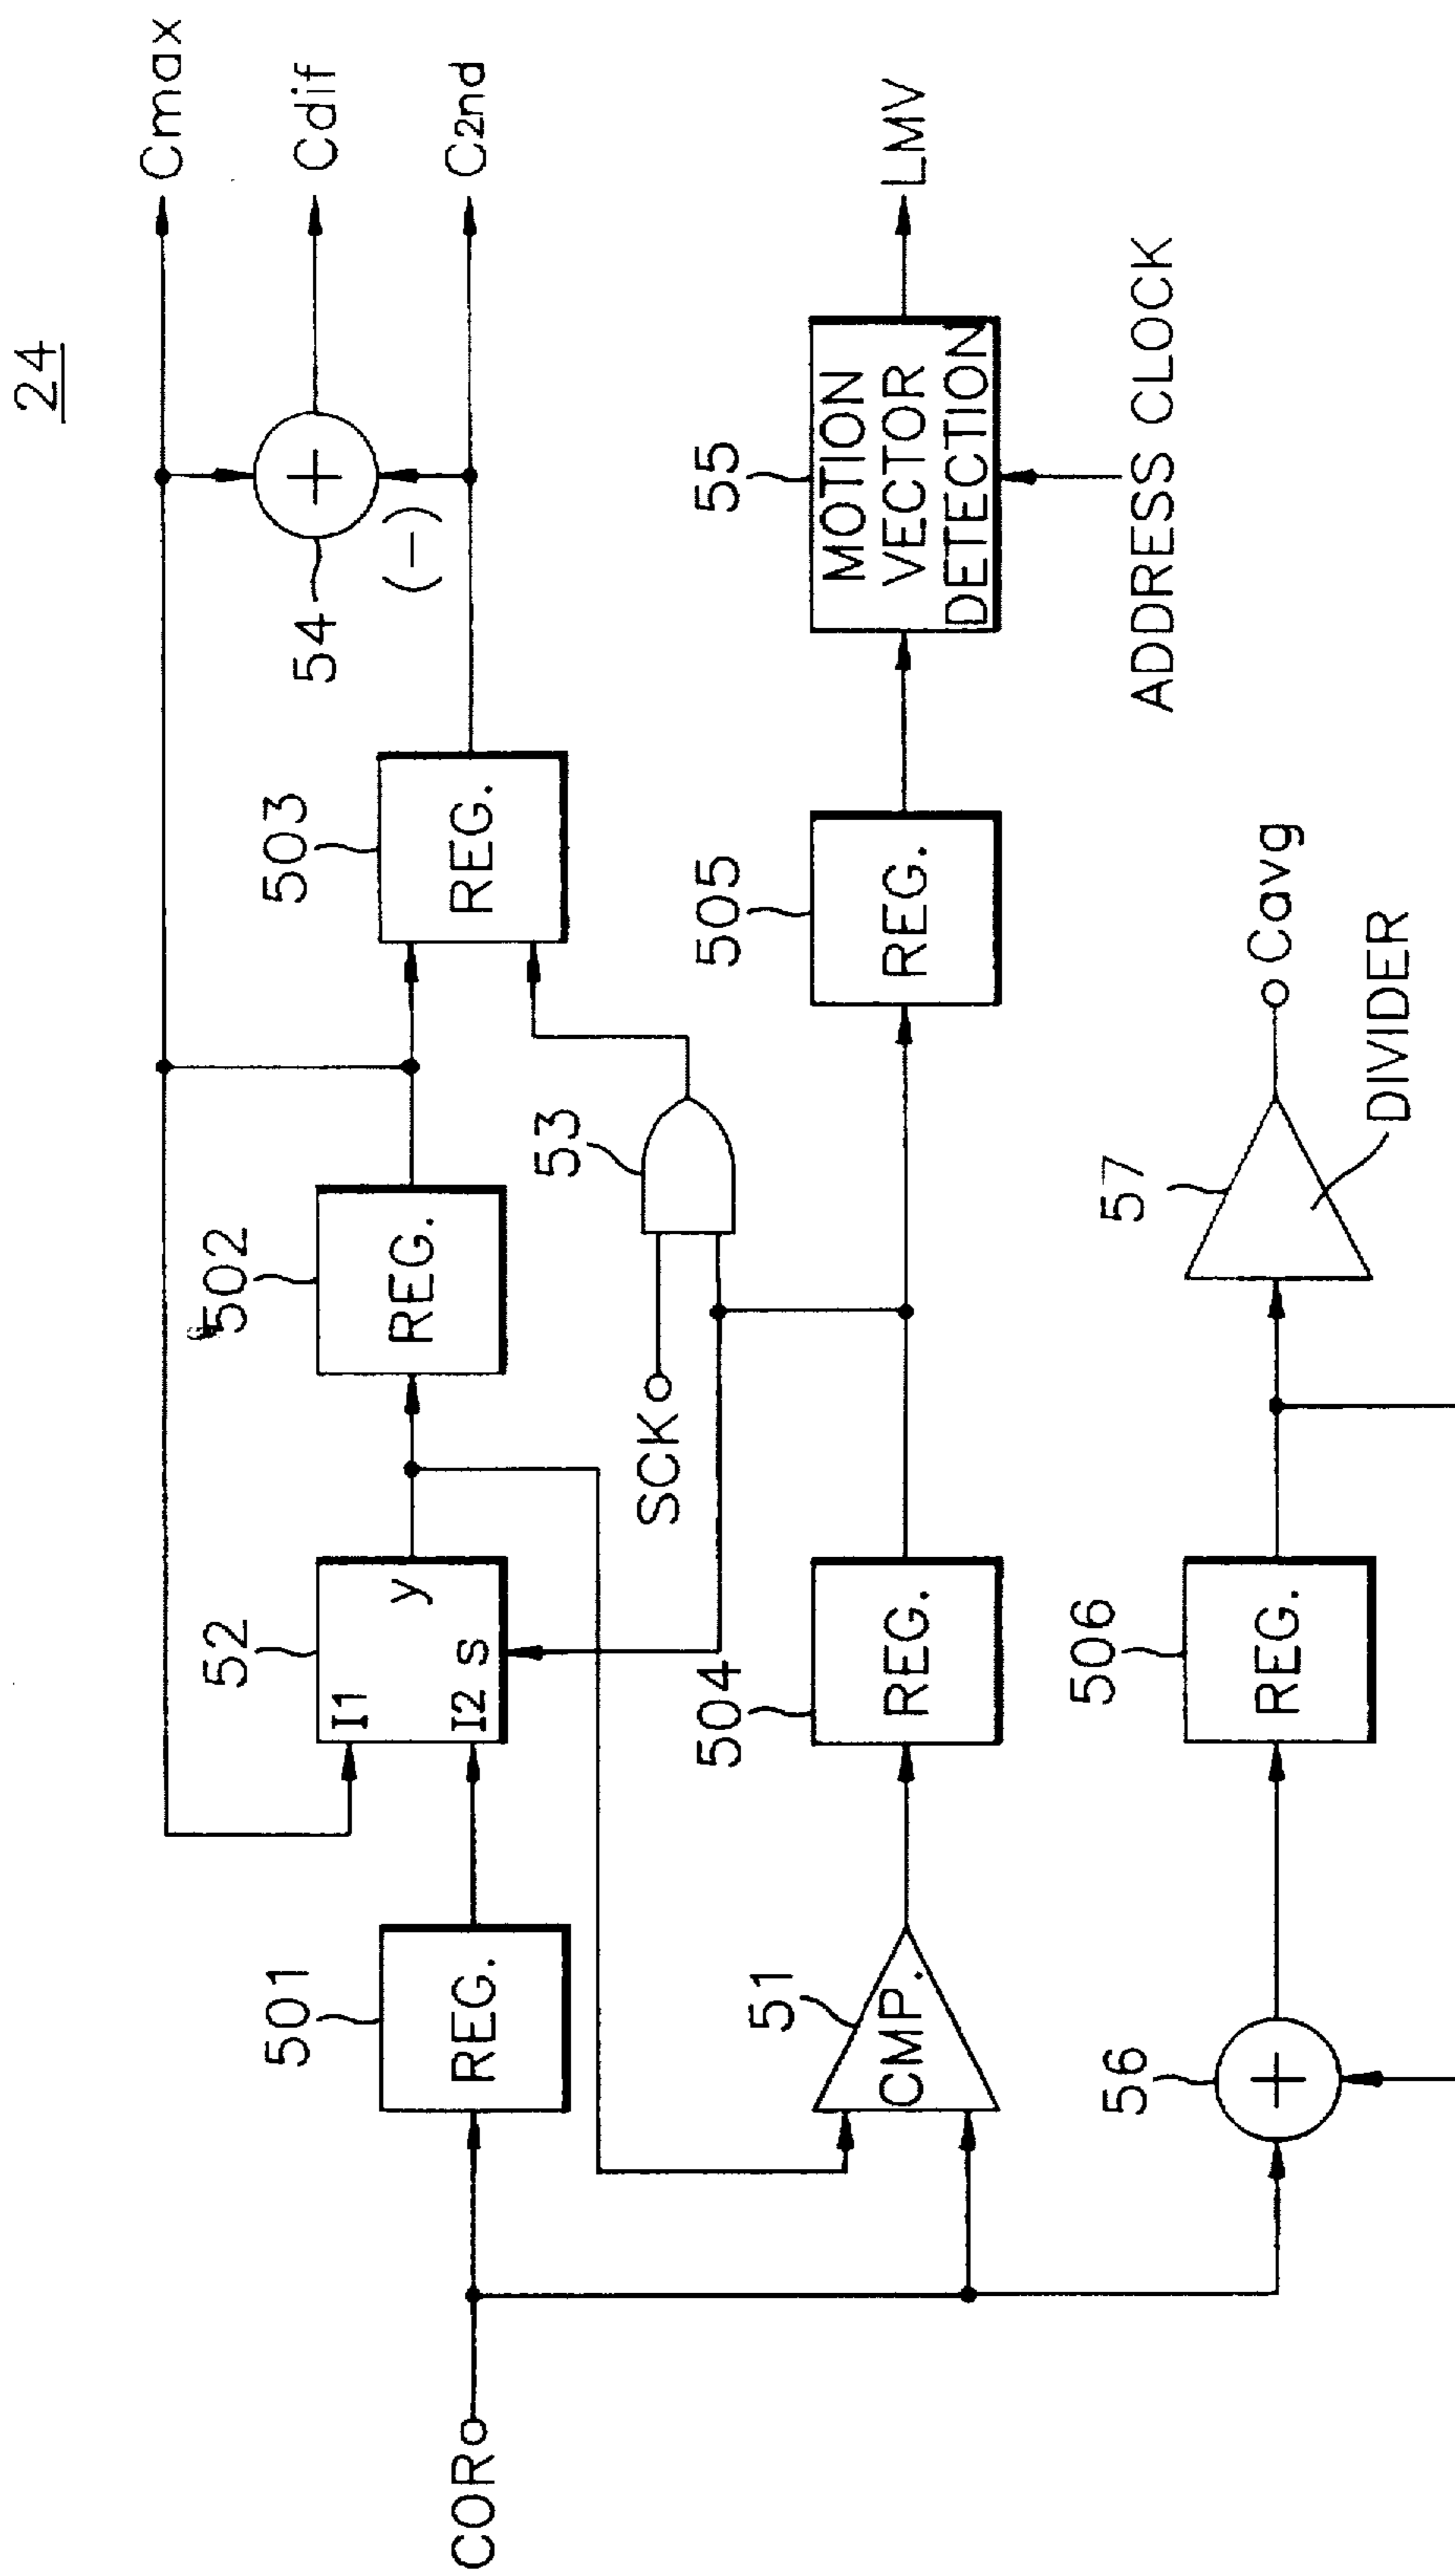 24
Cmax
Cdif
C2nd
54
(-)
503
REG.
502
REG.
52
I1
I2
s
y
501
REG.
53
SCK
55
MOTION
VECTOR
DETECTION
LMV
ADDRESS CLOCK
505
REG.
504
REG.
51
CMP.
COR
57
DIVIDER
Cavg
506
REG.
56
+
+